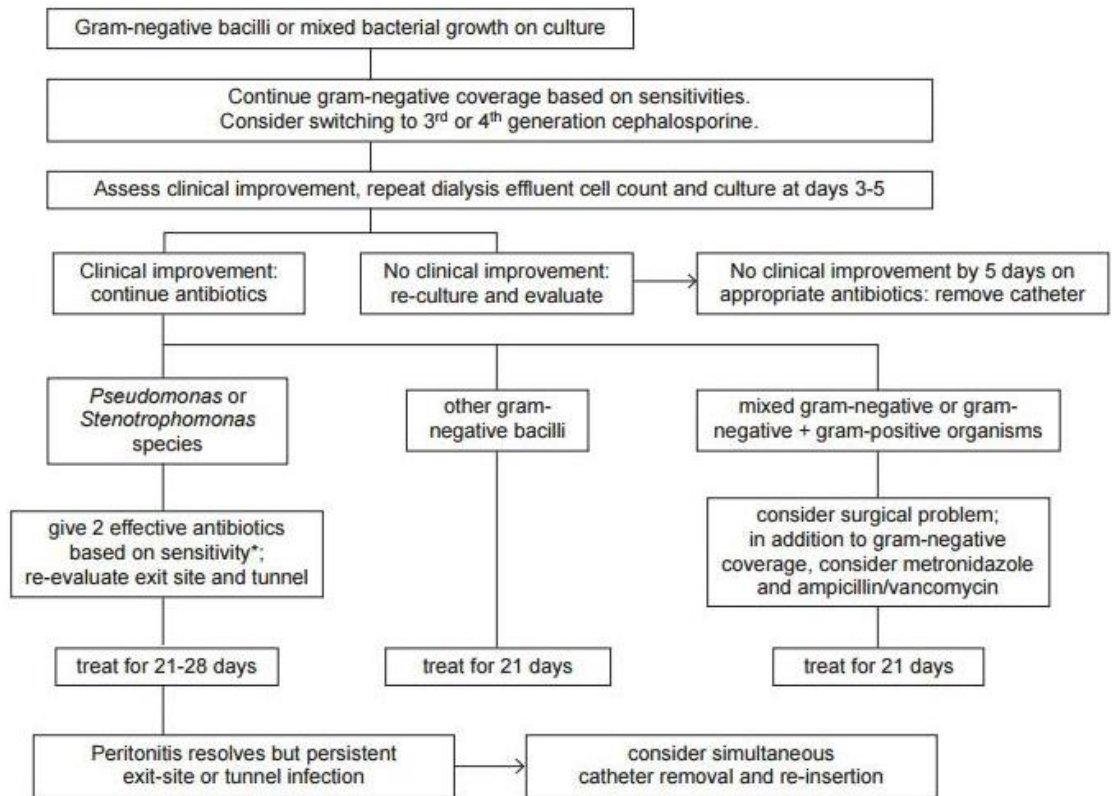 Gram-negative bacilli or mixed bacterial growth on culture
Continue gram-negative coverage based on sensitivities.
Consider switching to 3rd or 4th generation cephalosporine.
Assess clinical improvement, repeat dialysis effluent cell count and culture at days 3-5
Clinical improvement:
continue antibiotics
No clinical improvement:
re-culture and evaluate
No clinical improvement by 5 days on
appropriate antibiotics: remove catheter
Pseudomonas or
Stenotrophomonas
species
other gram-
negative bacilli
mixed gram-negative or gram-
negative + gram-positive organisms
give 2 effective antibiotics
based on sensitivity*;
re-evaluate exit site and tunnel
consider surgical problem;
in addition to gram-negative
coverage, consider metronidazole
and ampicillin/vancomycin
treat for 21-28 days
treat for 21 days
treat for 21 days
Peritonitis resolves but persistent
exit-site or tunnel infection
consider simultaneous
catheter removal and re-insertion